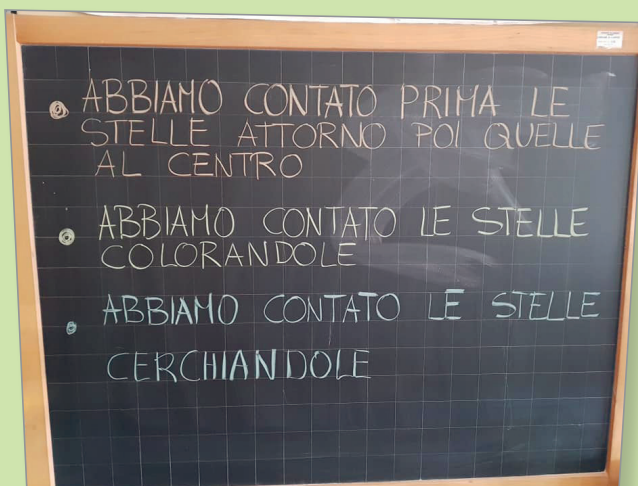 • ABBIAMO CONTATO PRIMA LE
STELLE ATTORNO POI QUELLE
AL CENTRO
• ABBIAMO CONTATO LE STELLE
COLORANDOLE
• ABBIAMO CONTATO LE STELLE
CERCHIANDOLE